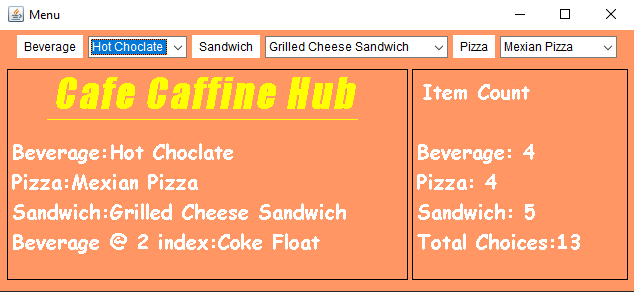 Menu
Beverage Hot Choclate Sandwich Grilled Cheese Sandwich Pizza Mexian Pizza
Cafe Caffine Hub
Beverage:Hot Choclate
Pizza:Mexian Pizza
Sandwich:Grilled Cheese Sandwich
Beverage @ 2 index:Coke Float
Item Count
Beverage: 4
Pizza: 4
Sandwich: 5
Total Choices:13